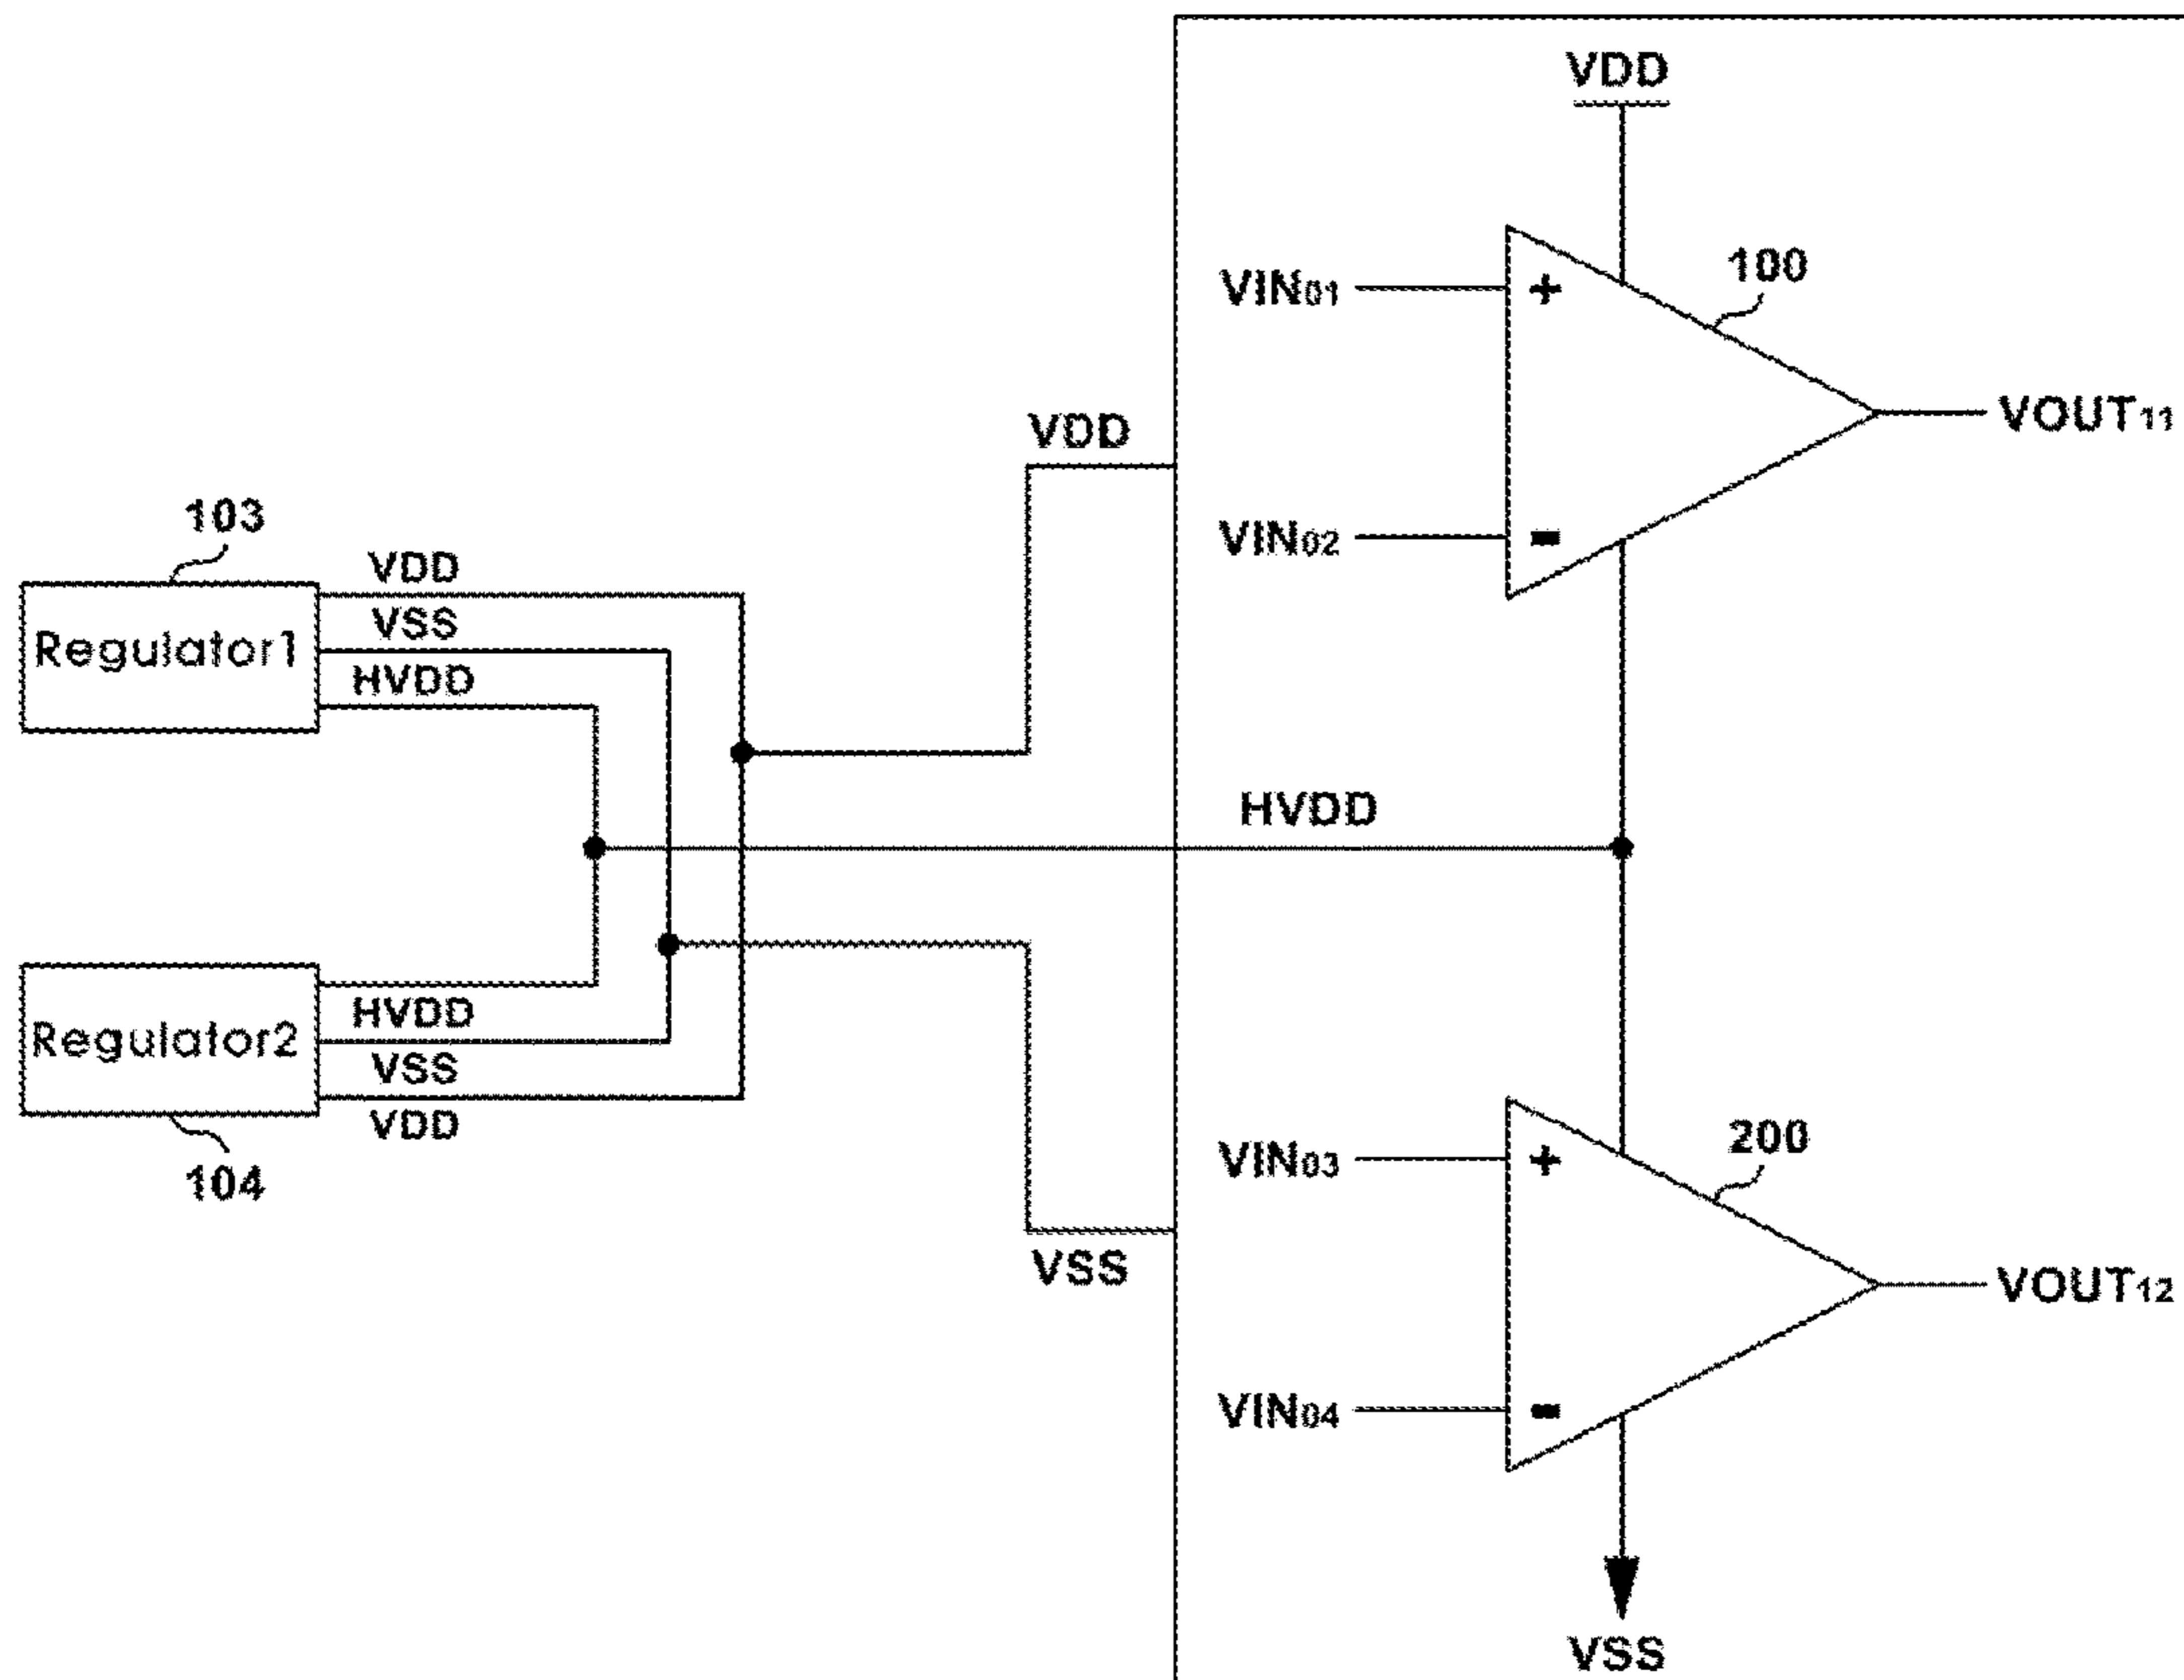 VDD
100
VIN01
VOUT11
VIN02
VDD
103
VDD
VSS
HVDD
Regulator1
HVDD
Regulator2
HVDD
VSS
VDD
104
VSS
200
VIN03
VOUT12
VIN04
VSS